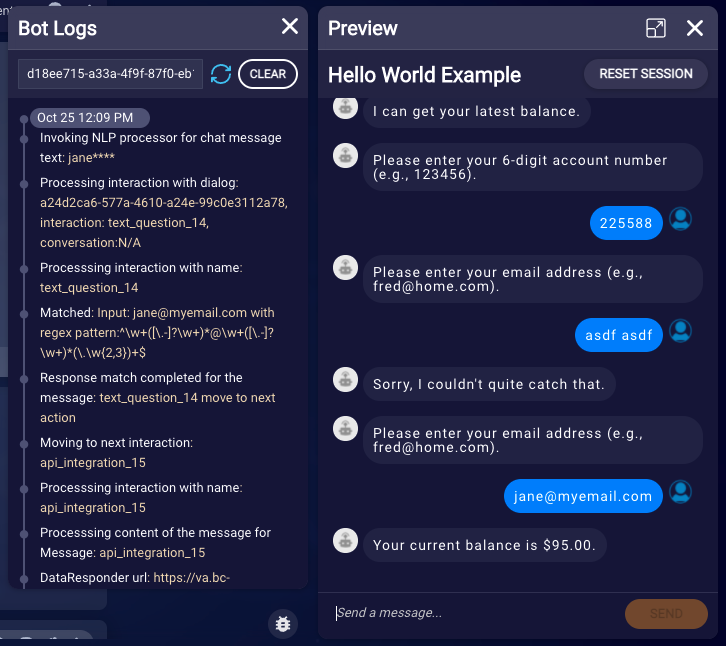 Bot Logs
d18ee715-a33a-4f9f-87f0-eb
CLEAR
Oct 25 12:09 PM
Invoking NLP processor for chat message
text: jane****
Processing interaction with dialog:
a24d2ca6-577a-4610-a24e-99c0e3112a78,
interaction: text_question_14,
conversation:N/A
Processsing interaction with name:
text_question_14
Matched: Input: jane@myemail.com with
regex pattern:^\w+([\.-]?\w+)*@\w+([\.-]?
\w+)*(\.\w{2,3})+$
Response match completed for the
message: text_question_14 move to next
action
Moving to next interaction:
api_integration_15
Processsing interaction with name:
api_integration_15
Processsing content of the message for
Message: api_integration_15
DataResponder url: https://va.bc-
Preview
Hello World Example
RESET SESSION
I can get your latest balance.
Please enter your 6-digit account number
(e.g., 123456).
225588
Please enter your email address (e.g.,
fred@home.com).
asdf asdf
Sorry, I couldn't quite catch that.
Please enter your email address (e.g.,
fred@home.com).
jane@myemail.com
Your current balance is $95.00.
Send a message...
SEND